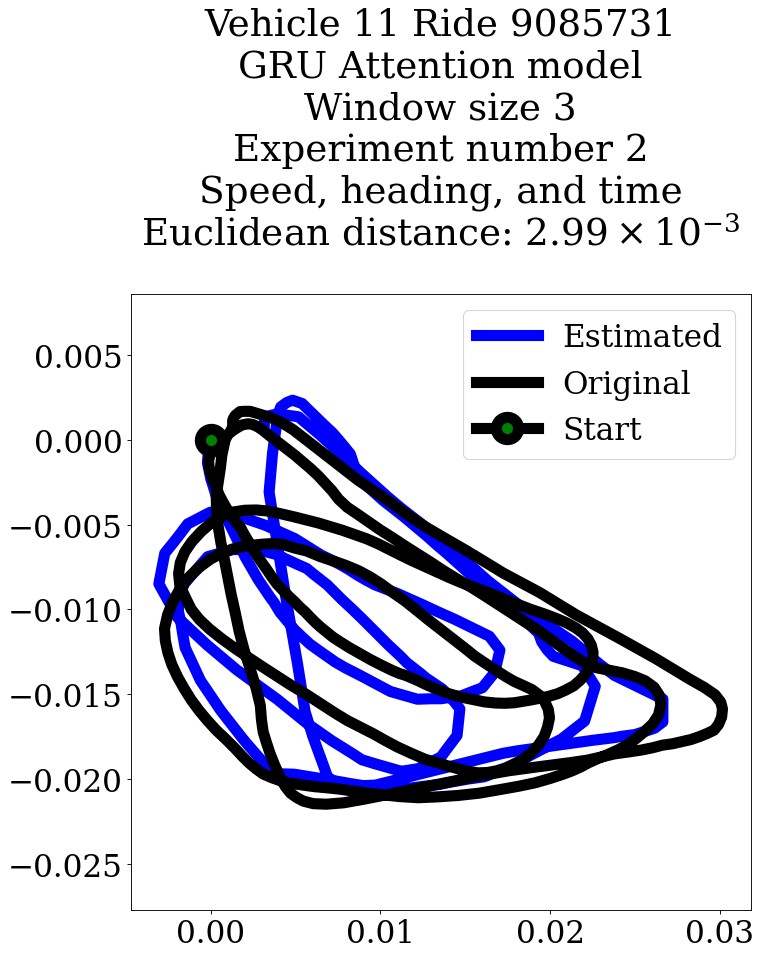 Vehicle 11 Ride 9085731
GRU Attention model
Window size 3
Experiment number 2
Speed, heading, and time
Euclidean distance: 2.99 × 10⁻³
Estimated
Original
Start
0.005
0.000
−0.005
−0.010
−0.015
−0.020
−0.025
0.00 0.01 0.02 0.03